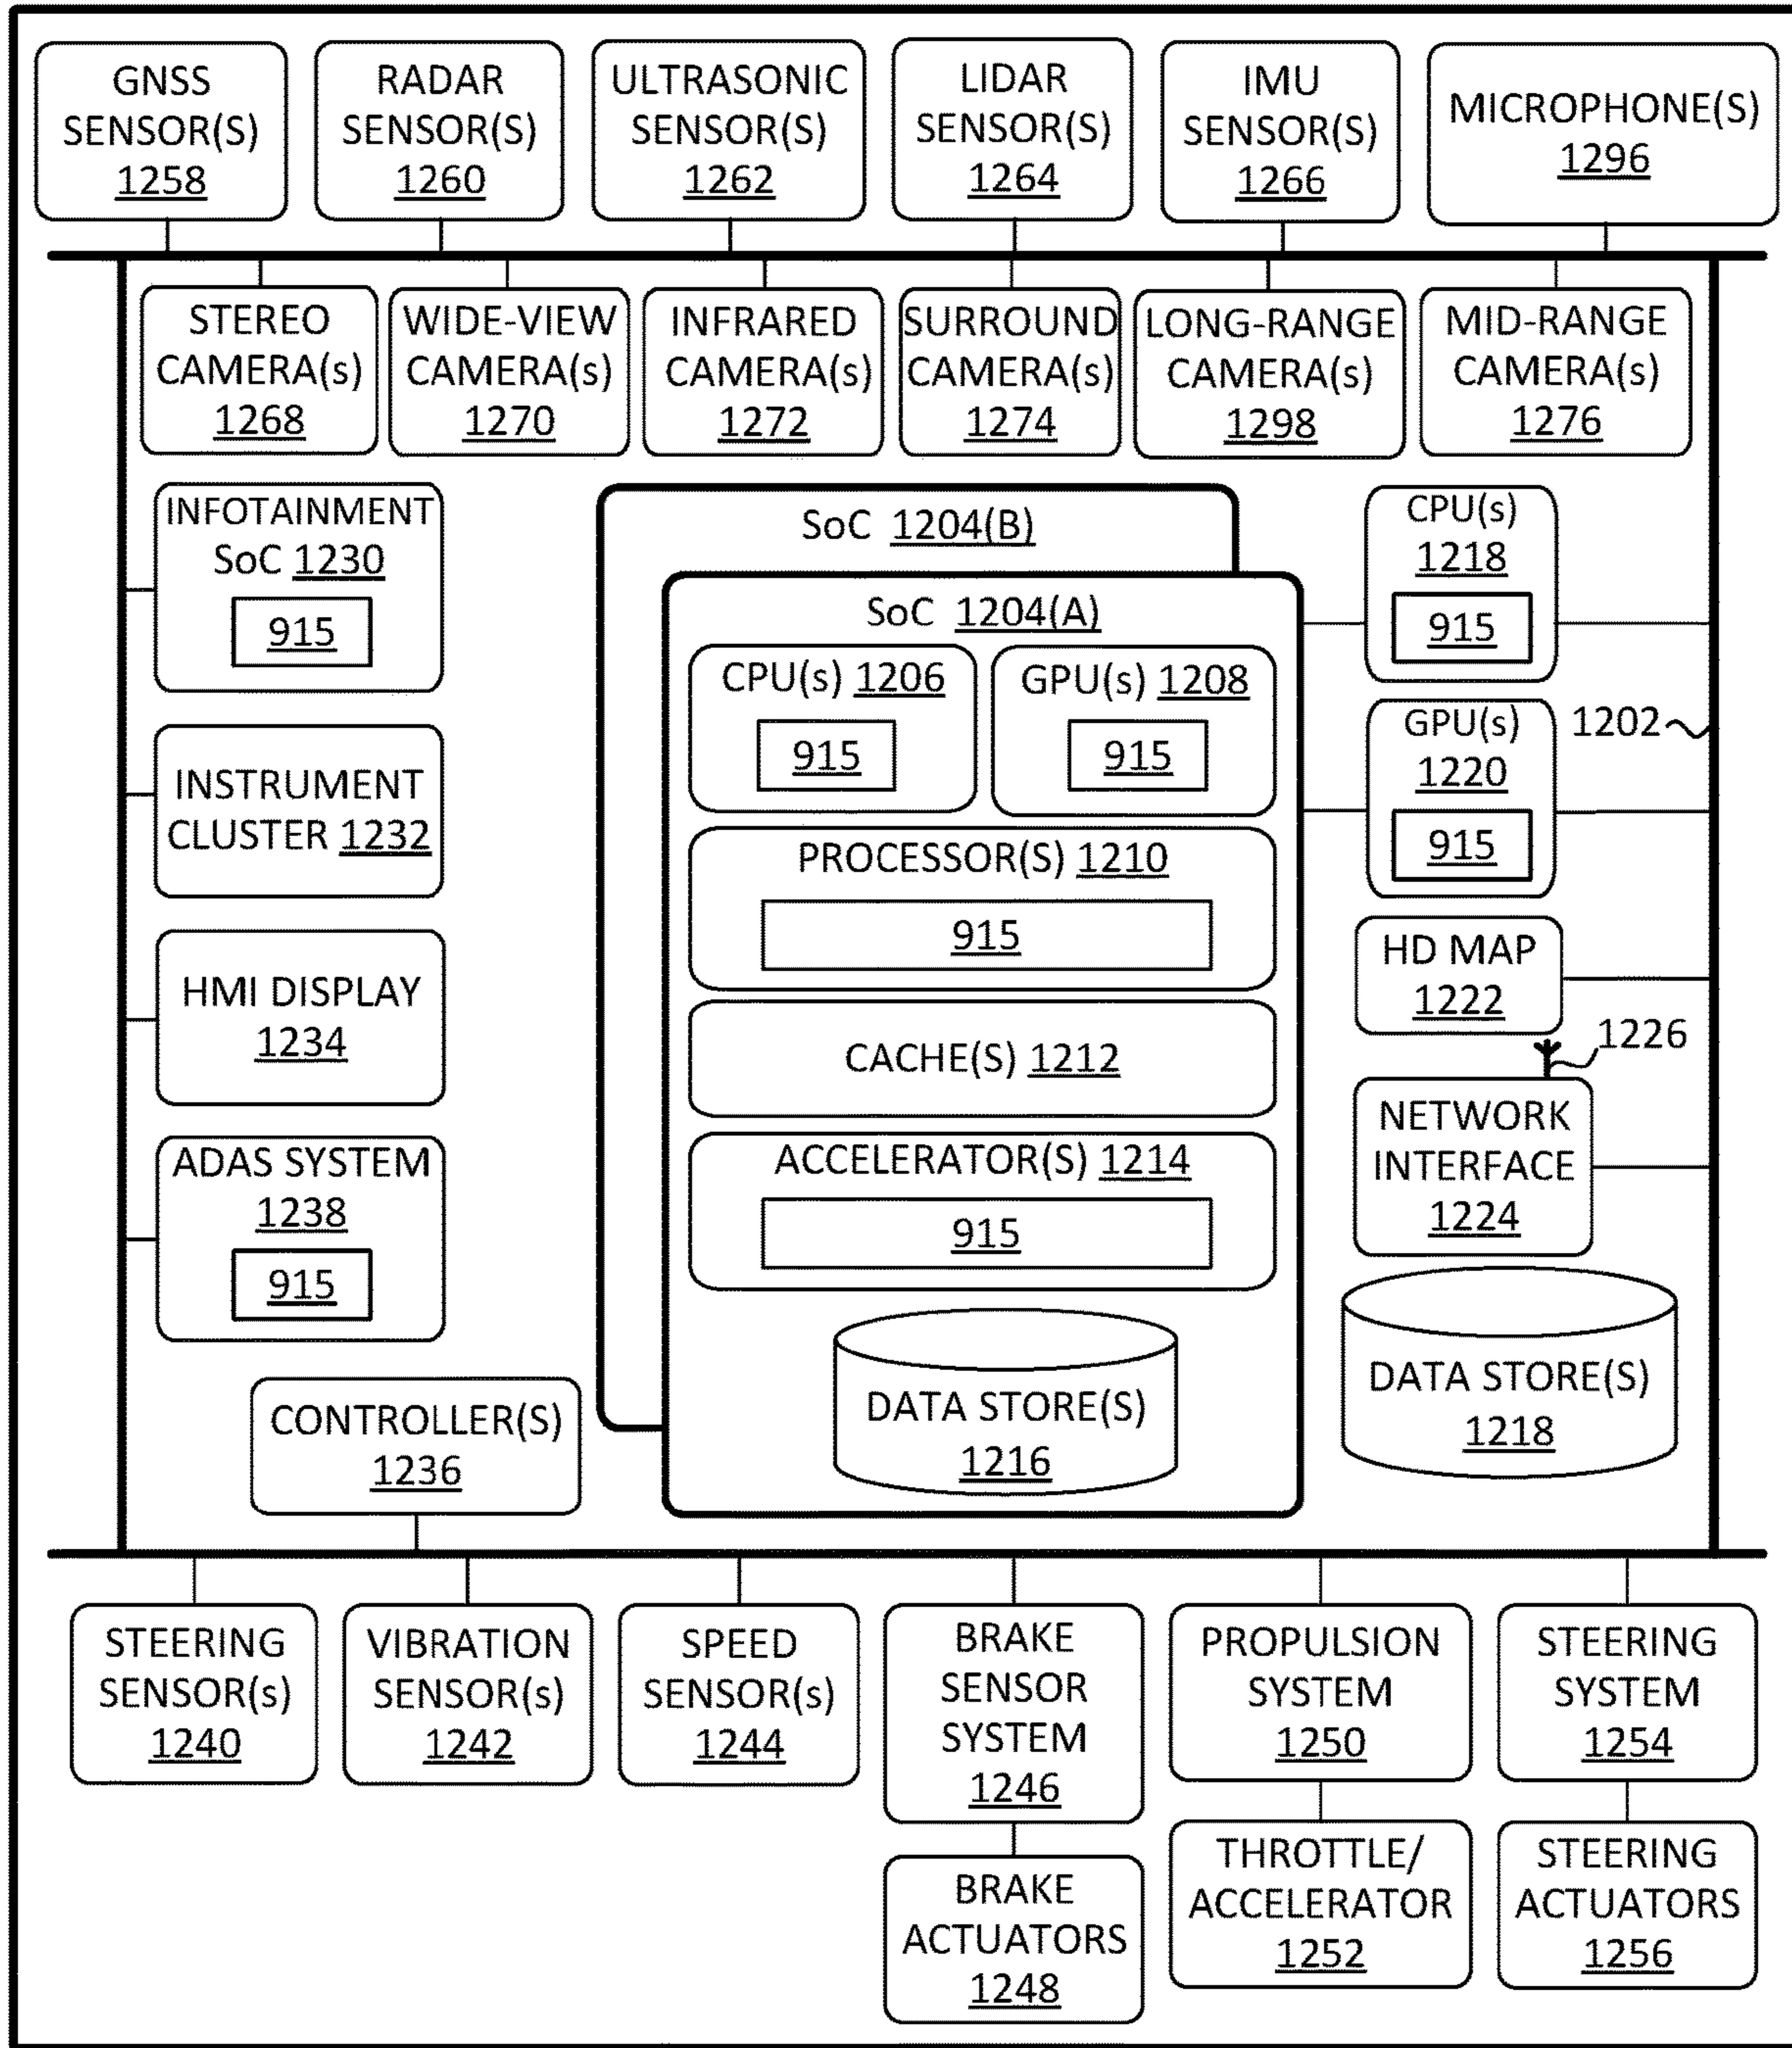 GNSS
SENSOR(S)
1258
RADAR
SENSOR(S)
1260
ULTRASONIC
SENSOR(S)
1262
LIDAR
SENSOR(S)
1264
IMU
SENSOR(S)
1266
MICROPHONE(S)
1296
STEREO
CAMERA(s)
1268
WIDE-VIEW
CAMERA(s)
1270
INFRARED
CAMERA(s)
1272
SURROUND
CAMERA(s)
1274
LONG-RANGE
CAMERA(s)
1298
MID-RANGE
CAMERA(s)
1276
INFOTAINMENT
SoC 1230
915
INSTRUMENT
CLUSTER 1232
HMI DISPLAY
1234
ADAS SYSTEM
1238
915
CONTROLLER(S)
1236
SoC 1204(B)
SoC 1204(A)
CPU(s) 1206
915
GPU(s) 1208
915
PROCESSOR(S) 1210
915
CACHE(S) 1212
ACCELERATOR(S) 1214
915
DATA STORE(S)
1216
CPU(s)
1218
915
GPU(s)
1220
915
1202
HD MAP
1222
1226
NETWORK
INTERFACE
1224
DATA STORE(S)
1218
STEERING
SENSOR(s)
1240
VIBRATION
SENSOR(s)
1242
SPEED
SENSOR(s)
1244
BRAKE
SENSOR
SYSTEM
1246
PROPULSION
SYSTEM
1250
STEERING
SYSTEM
1254
BRAKE
ACTUATORS
1248
THROTTLE/
ACCELERATOR
1252
STEERING
ACTUATORS
1256